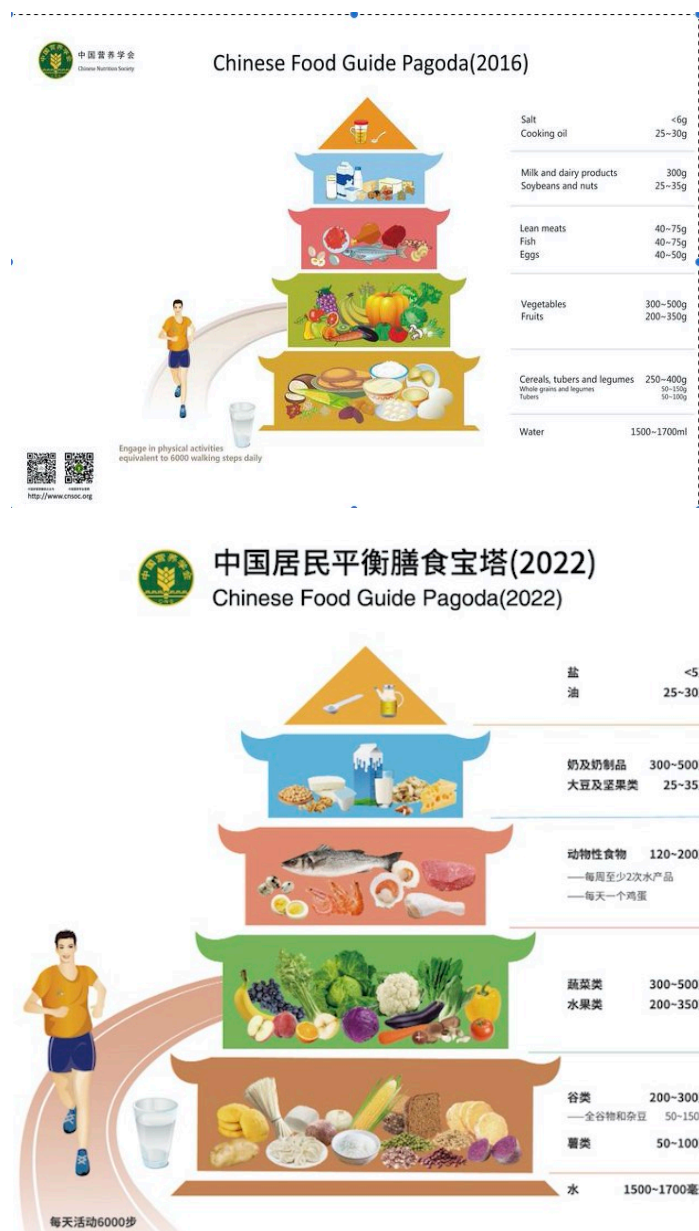 中国营养学会
Chinese Nutrition Society
Chinese Food Guide Pagoda(2016)
Salt <6g
Cooking oil 25~30g
Milk and dairy products 300g
Soybeans and nuts 25~35g
Lean meats 40~75g
Fish 40~75g
Eggs 40~50g
Vegetables 300~500g
Fruits 200~350g
Cereals, tubers and legumes 250~400g
Whole grains and legumes 50~150g
Tubers 50~100g
Water 1500~1700ml
Engage in physical activities
equivalent to 6000 walking steps daily
http://www.cnsoc.org
中国营养学会
中国居民平衡膳食宝塔(2022)
Chinese Food Guide Pagoda(2022)
盐 <5
油 25~30
奶及奶制品 300~500
大豆及坚果类 25~35
动物性食物 120~200
——每周至少2次水产品
——每天一个鸡蛋
蔬菜类 300~500
水果类 200~350
谷类 200~300
——全谷物和杂豆 50~150
薯类 50~100
水 1500~1700毫
每天活动6000步